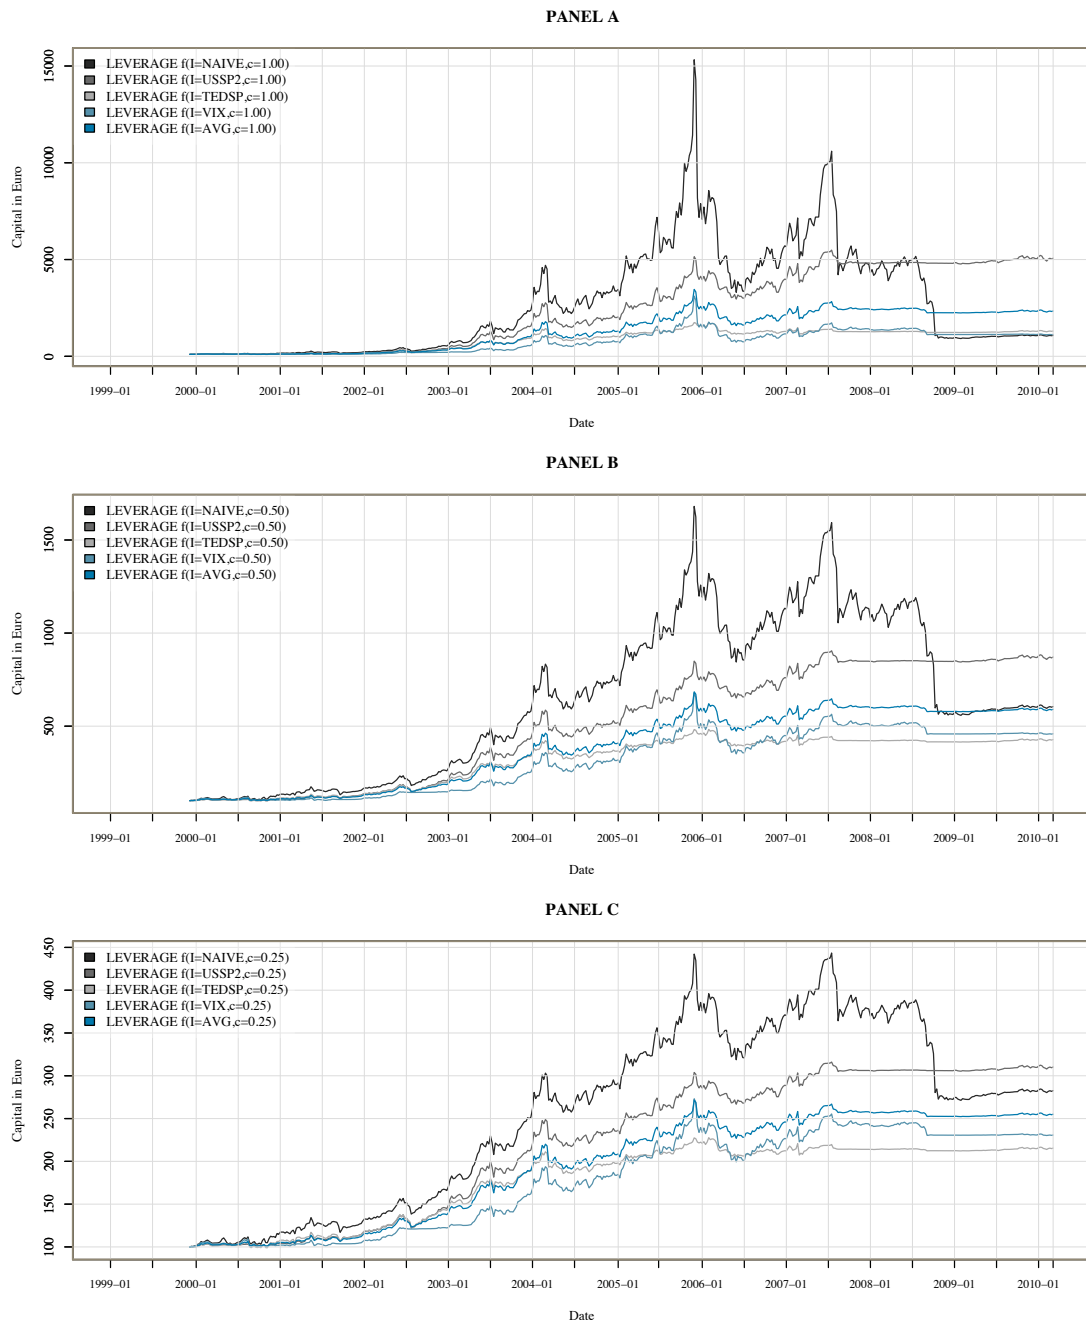 PANEL A
LEVERAGE f(I=NAIVE,c=1.00)
LEVERAGE f(I=USSP2,c=1.00)
LEVERAGE f(I=TEDSP,c=1.00)
LEVERAGE f(I=VIX,c=1.00)
LEVERAGE f(I=AVG,c=1.00)
Capital in Euro
15000
10000
5000
0
1999–01 2000–01 2001–01 2002–01 2003–01 2004–01 2005–01 2006–01 2007–01 2008–01 2009–01 2010–01
Date
PANEL B
LEVERAGE f(I=NAIVE,c=0.50)
LEVERAGE f(I=USSP2,c=0.50)
LEVERAGE f(I=TEDSP,c=0.50)
LEVERAGE f(I=VIX,c=0.50)
LEVERAGE f(I=AVG,c=0.50)
Capital in Euro
1500
1000
500
1999–01 2000–01 2001–01 2002–01 2003–01 2004–01 2005–01 2006–01 2007–01 2008–01 2009–01 2010–01
Date
PANEL C
LEVERAGE f(I=NAIVE,c=0.25)
LEVERAGE f(I=USSP2,c=0.25)
LEVERAGE f(I=TEDSP,c=0.25)
LEVERAGE f(I=VIX,c=0.25)
LEVERAGE f(I=AVG,c=0.25)
Capital in Euro
450
400
350
300
250
200
150
100
1999–01 2000–01 2001–01 2002–01 2003–01 2004–01 2005–01 2006–01 2007–01 2008–01 2009–01 2010–01
Date